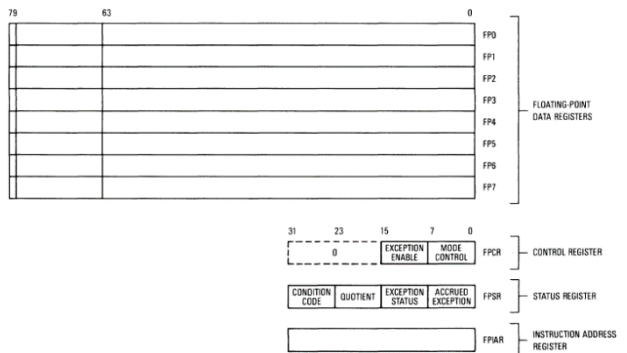 79 63 0
FP0
FP1
FP2
FP3
FP4
FP5
FP6
FP7
FLOATING-POINT
DATA REGISTERS
31 23 15 7 0
0
EXCEPTION
ENABLE
MODE
CONTROL
FPCR
CONTROL REGISTER
CONDITION
CODE
QUOTIENT
EXCEPTION
STATUS
ACCRUED
EXCEPTION
FPSR
STATUS REGISTER
FPIAR
INSTRUCTION ADDRESS
REGISTER